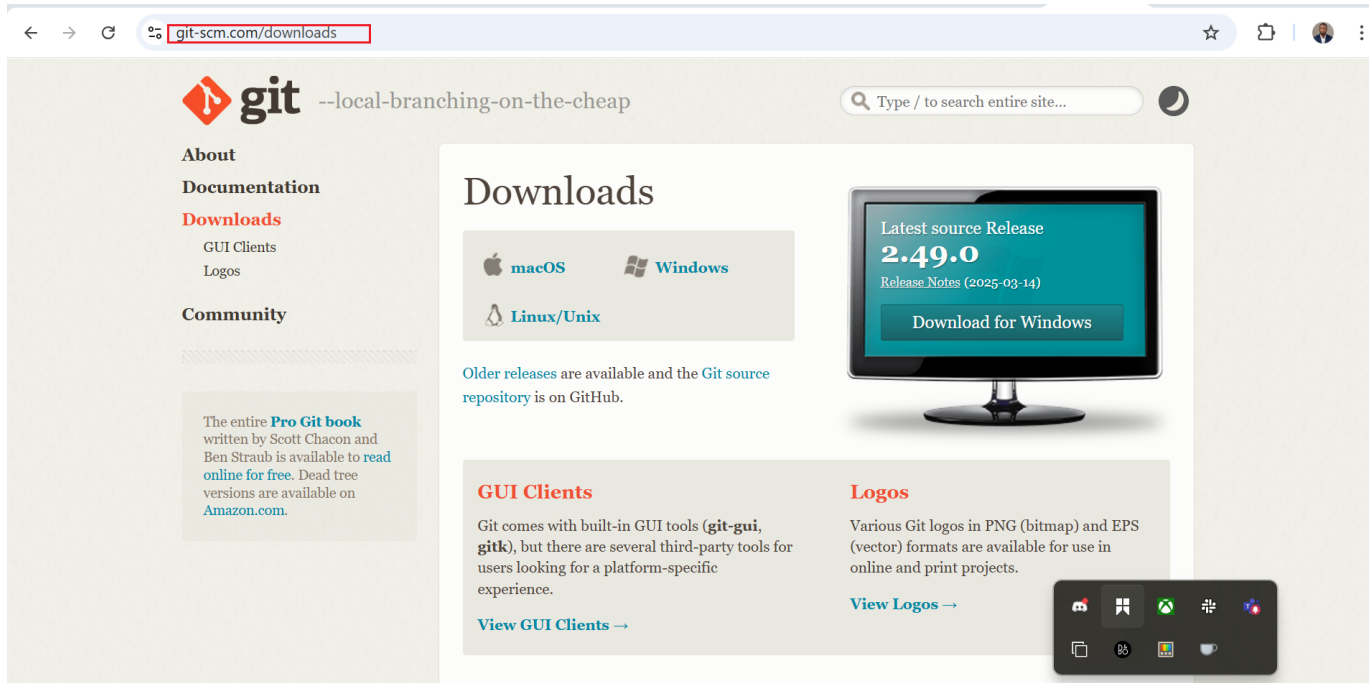 git-scm.com/downloads
git --local-branching-on-the-cheap
Type / to search entire site...
About
Documentation
Downloads
GUI Clients
Logos
Community
The entire Pro Git book
written by Scott Chacon and
Ben Straub is available to read
online for free. Dead tree
versions are available on
Amazon.com.
Downloads
macOS
Windows
Linux/Unix
Older releases are available and the Git source
repository is on GitHub.
Latest source Release
2.49.0
Release Notes (2025-03-14)
Download for Windows
GUI Clients
Git comes with built-in GUI tools (git-gui,
gitk), but there are several third-party tools for
users looking for a platform-specific
experience.
View GUI Clients →
Logos
Various Git logos in PNG (bitmap) and EPS
(vector) formats are available for use in
online and print projects.
View Logos →